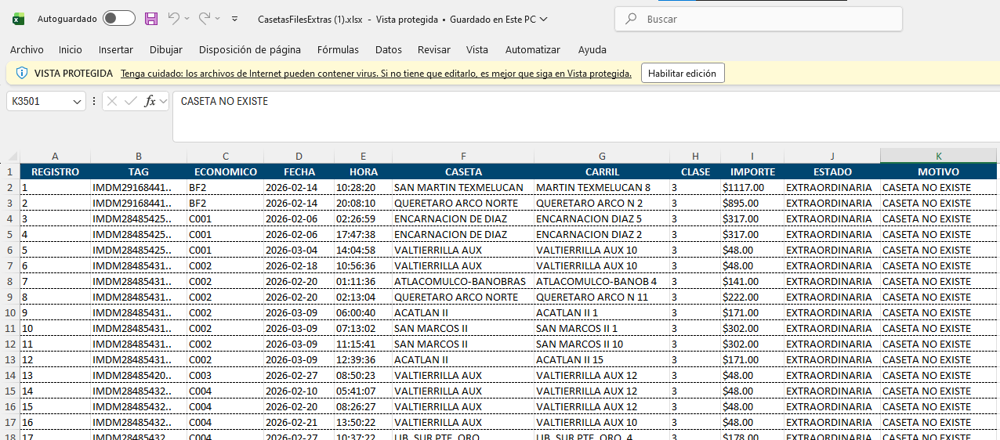 Autoguardado CasetasFilesExtras (1).xlsx - Vista protegida • Guardado en Este PC Buscar
Archivo Inicio Insertar Dibujar Disposición de página Fórmulas Datos Revisar Vista Automatizar Ayuda
VISTA PROTEGIDA Tenga cuidado: los archivos de Internet pueden contener virus. Si no tiene que editarlo, es mejor que siga en Vista protegida. Habilitar edición
K3501 fx CASETA NO EXISTE
A B C D E F G H I J K
1 REGISTRO TAG ECONOMICO FECHA HORA CASETA CARRIL CLASE IMPORTE ESTADO MOTIVO
2 1 IMDM29168441.. BF2 2026-02-14 10:28:20 SAN MARTIN TEXMELUCAN MARTIN TEXMELUCAN 8 3 $1117.00 EXTRAORDINARIA CASETA NO EXISTE
3 2 IMDM29168441.. BF2 2026-02-14 20:08:10 QUERETARO ARCO NORTE QUERETARO ARCO N 2 3 $895.00 EXTRAORDINARIA CASETA NO EXISTE
4 3 IMDM28485425.. C001 2026-02-06 02:26:59 ENCARNACION DE DIAZ ENCARNACION DIAZ 5 3 $317.00 EXTRAORDINARIA CASETA NO EXISTE
5 4 IMDM28485425.. C001 2026-02-06 17:47:38 ENCARNACION DE DIAZ ENCARNACION DIAZ 2 3 $317.00 EXTRAORDINARIA CASETA NO EXISTE
6 5 IMDM28485425.. C001 2026-03-04 14:04:58 VALTIERRILLA AUX VALTIERRILLA AUX 10 3 $48.00 EXTRAORDINARIA CASETA NO EXISTE
7 6 IMDM28485431.. C002 2026-02-18 10:56:36 VALTIERRILLA AUX VALTIERRILLA AUX 10 3 $48.00 EXTRAORDINARIA CASETA NO EXISTE
8 7 IMDM28485431.. C002 2026-02-20 01:11:36 ATLACOMULCO-BANOBRAS ATLACOMULCO-BANOB 4 3 $141.00 EXTRAORDINARIA CASETA NO EXISTE
9 8 IMDM28485431.. C002 2026-02-20 02:13:04 QUERETARO ARCO NORTE QUERETARO ARCO N 11 3 $222.00 EXTRAORDINARIA CASETA NO EXISTE
10 9 IMDM28485431.. C002 2026-03-09 06:00:40 ACATLAN II ACATLAN II 1 3 $171.00 EXTRAORDINARIA CASETA NO EXISTE
11 10 IMDM28485431.. C002 2026-03-09 07:13:02 SAN MARCOS II SAN MARCOS II 1 3 $302.00 EXTRAORDINARIA CASETA NO EXISTE
12 11 IMDM28485431.. C002 2026-03-09 11:15:41 SAN MARCOS II SAN MARCOS II 10 3 $302.00 EXTRAORDINARIA CASETA NO EXISTE
13 12 IMDM28485431.. C002 2026-03-09 12:39:36 ACATLAN II ACATLAN II 15 3 $171.00 EXTRAORDINARIA CASETA NO EXISTE
14 13 IMDM28485420.. C003 2026-02-27 08:50:23 VALTIERRILLA AUX VALTIERRILLA AUX 12 3 $48.00 EXTRAORDINARIA CASETA NO EXISTE
15 14 IMDM28485432.. C004 2026-02-10 05:41:07 VALTIERRILLA AUX VALTIERRILLA AUX 12 3 $48.00 EXTRAORDINARIA CASETA NO EXISTE
16 15 IMDM28485432.. C004 2026-02-20 08:26:27 VALTIERRILLA AUX VALTIERRILLA AUX 12 3 $48.00 EXTRAORDINARIA CASETA NO EXISTE
17 16 IMDM28485432.. C004 2026-02-21 13:50:22 VALTIERRILLA AUX VALTIERRILLA AUX 10 3 $48.00 EXTRAORDINARIA CASETA NO EXISTE
18 17 IMDM28485432.. C004 2026-02-27 10:37:22 LIB. SUR PTE. QRO. LIB. SUR PTE. QRO. 4 3 $178.00 EXTRAORDINARIA CASETA NO EXISTE